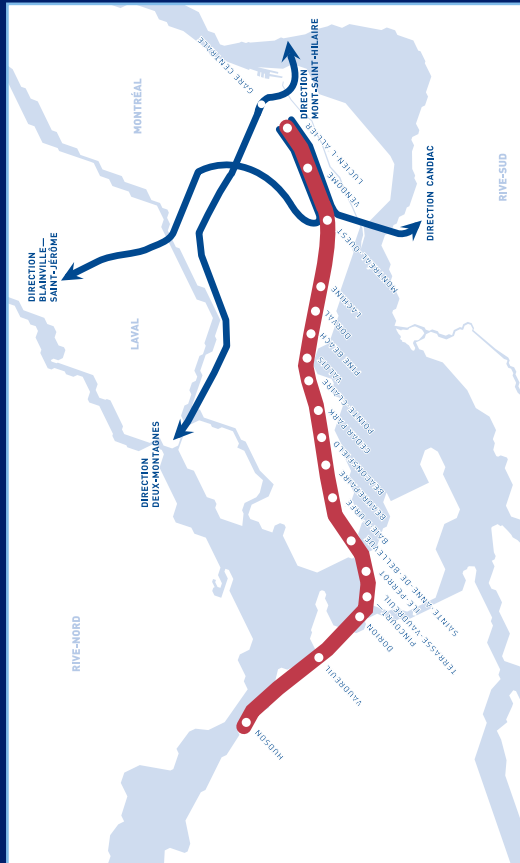 GARE CENTRALE
MONTRÉAL
DIRECTION
MONT-SAINT-HILAIRE
LUCIEN-L'ALLIER
VENDÔME
MONTRÉAL-OUEST
DIRECTION CANDIAC
RIVE-SUD
DIRECTION
BLAINVILLE—
SAINT-JÉRÔME
LAVAL
LACHINE
DORVAL
PINE BEACH
VALOIS
POINTE CLAIRE
CEDAR PARK
BEACONSFIELD
BEAUREPAIRE
BAIE D'URFÉ
SAINTE ANNE-DE-BELLEVUE
ÎLE-PERROT
PINCOURT—
TERRASSE-VAUDREUIL
DORION
VAUDREUIL
HUDSON
DIRECTION
DEUX-MONTAGNES
RIVE-NORD